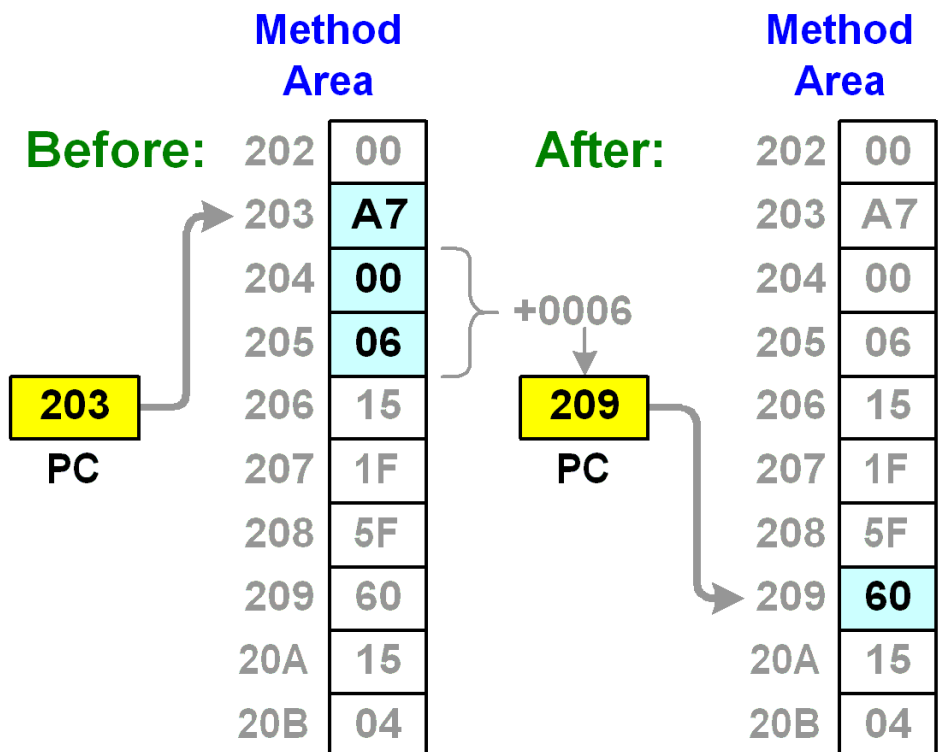 Method Area
Before:
202 00
203 A7
204 00
205 06
206 15
207 1F
208 5F
209 60
20A 15
20B 04
203
PC
+0006
209
PC
Method Area
After:
202 00
203 A7
204 00
205 06
206 15
207 1F
208 5F
209 60
20A 15
20B 04